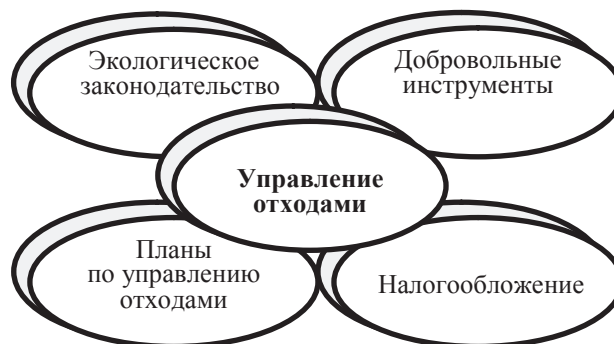 Экологическое
законодательство
Добровольные
инструменты
Управление
отходами
Планы
по управлению
отходами
Налогообложение